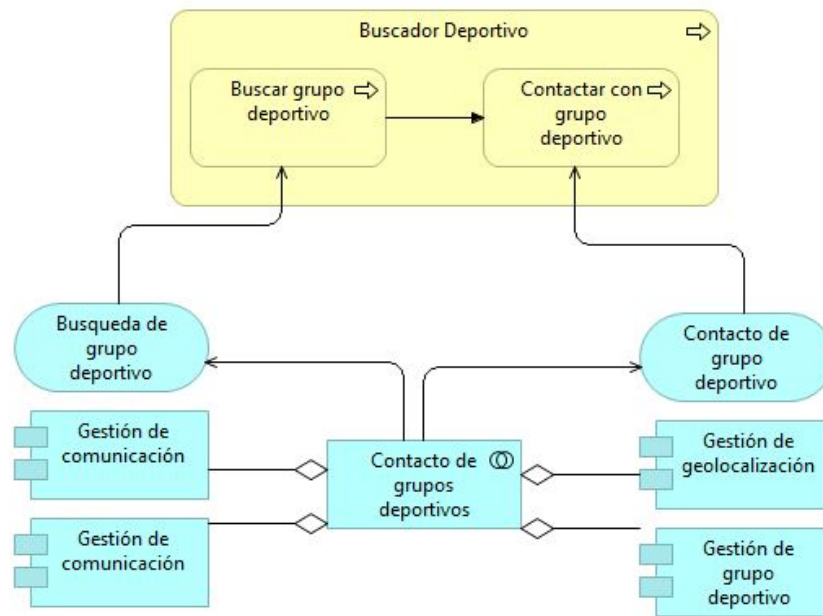 Buscador Deportivo
Buscar grupo
deportivo
Contactar con
grupo
deportivo
Busqueda de
grupo
deportivo
Contacto de
grupo
deportivo
Gestión de
comunicación
Contacto de
grupos
deportivos
Gestión de
geolocalización
Gestión de
comunicación
Gestión de
grupo
deportivo